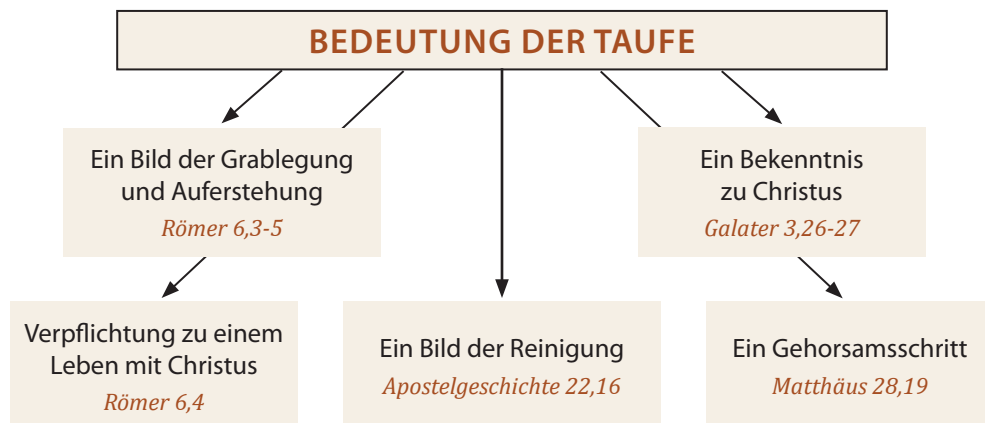 BEDEUTUNG DER TAUFE
Ein Bild der Grablegung
und Auferstehung
Römer 6,3-5
Ein Bekenntnis
zu Christus
Galater 3,26-27
Verpflichtung zu einem
Leben mit Christus
Römer 6,4
Ein Bild der Reinigung
Apostelgeschichte 22,16
Ein Gehorsamsschritt
Matthäus 28,19